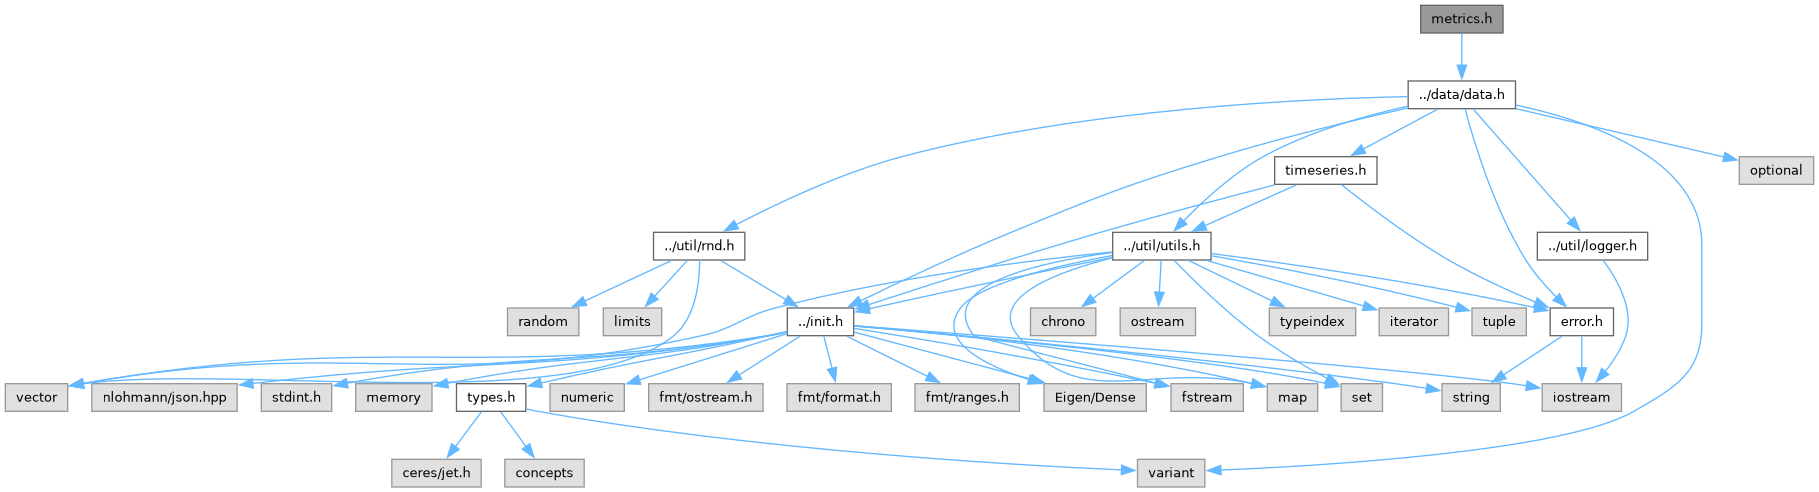 metrics.h
../data/data.h
timeseries.h
optional
../util/rnd.h
../util/utils.h
../util/logger.h
random
limits
../init.h
chrono
ostream
typeindex
iterator
tuple
error.h
vector
nlohmann/json.hpp
stdint.h
memory
types.h
numeric
fmt/ostream.h
fmt/format.h
fmt/ranges.h
Eigen/Dense
fstream
map
set
string
iostream
ceres/jet.h
concepts
variant